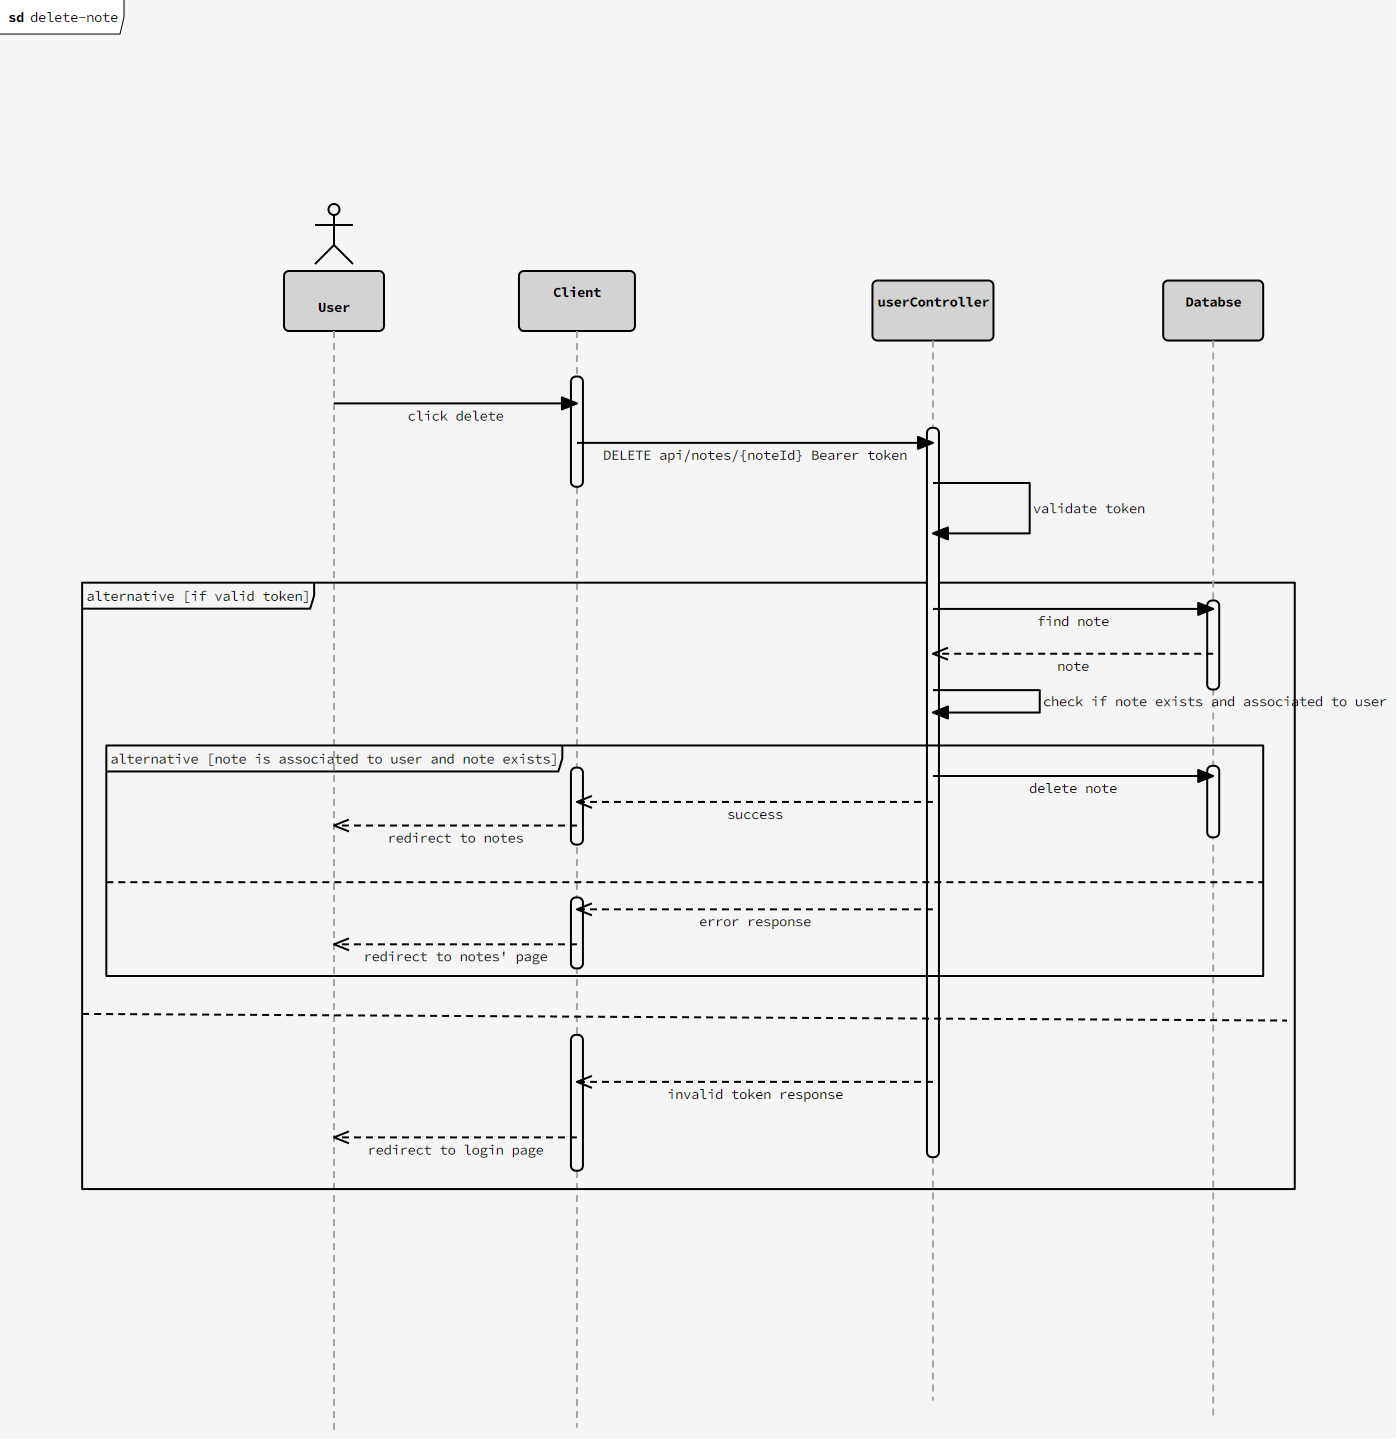 sd delete-note
User
Client
userController
Databse
click delete
DELETE api/notes/{noteId} Bearer token
validate token
alternative [if valid token]
find note
note
check if note exists and associated to user
alternative [note is associated to user and note exists]
delete note
success
redirect to notes
error response
redirect to notes' page
invalid token response
redirect to login page